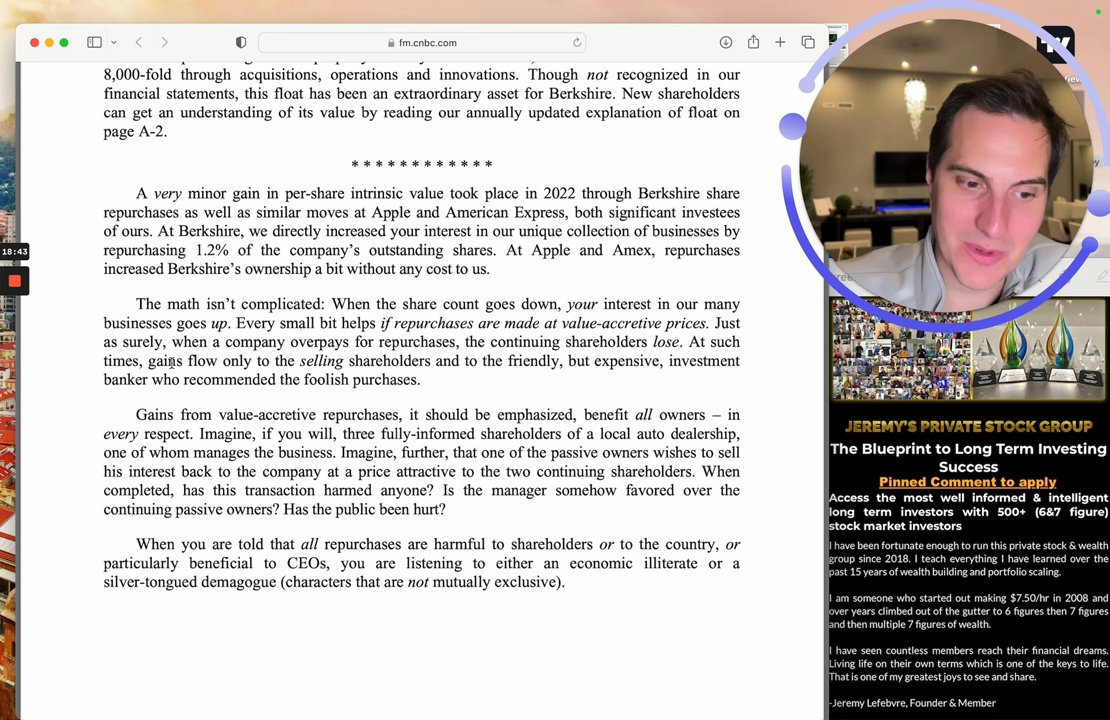 fm.cnbc.com
8,000-fold through acquisitions, operations and innovations. Though not recognized in our
financial statements, this float has been an extraordinary asset for Berkshire. New shareholders
can get an understanding of its value by reading our annually updated explanation of float on
page A-2.
* * * * * * * * * * * *
A very minor gain in per-share intrinsic value took place in 2022 through Berkshire share
repurchases as well as similar moves at Apple and American Express, both significant investees
of ours. At Berkshire, we directly increased your interest in our unique collection of businesses by
repurchasing 1.2% of the company’s outstanding shares. At Apple and Amex, repurchases
increased Berkshire’s ownership a bit without any cost to us.
The math isn’t complicated: When the share count goes down, your interest in our many
businesses goes up. Every small bit helps if repurchases are made at value-accretive prices. Just
as surely, when a company overpays for repurchases, the continuing shareholders lose. At such
times, gains flow only to the selling shareholders and to the friendly, but expensive, investment
banker who recommended the foolish purchases.
Gains from value-accretive repurchases, it should be emphasized, benefit all owners – in
every respect. Imagine, if you will, three fully-informed shareholders of a local auto dealership,
one of whom manages the business. Imagine, further, that one of the passive owners wishes to sell
his interest back to the company at a price attractive to the two continuing shareholders. When
completed, has this transaction harmed anyone? Is the manager somehow favored over the
continuing passive owners? Has the public been hurt?
When you are told that all repurchases are harmful to shareholders or to the country, or
particularly beneficial to CEOs, you are listening to either an economic illiterate or a
silver-tongued demagogue (characters that are not mutually exclusive).
18:43
JEREMY'S PRIVATE STOCK GROUP
The Blueprint to Long Term Investing
Success
Pinned Comment to apply
Access the most well informed & intelligent
long term investors with 500+ (6&7 figure)
stock market investors
I have been fortunate enough to run this private stock & wealth
group since 2018. I teach everything I have learned over the
past 15 years of wealth building and portfolio scaling.
I am someone who started out making $7.50/hr in 2008 and
over years climbed out of the gutter to 6 figures then 7 figures
and then multiple 7 figures of wealth.
I have seen countless members reach their financial dreams.
Living life on their own terms which is one of the keys to life.
That is one of my greatest joys to see and share.
-Jeremy Lefebvre, Founder & Member